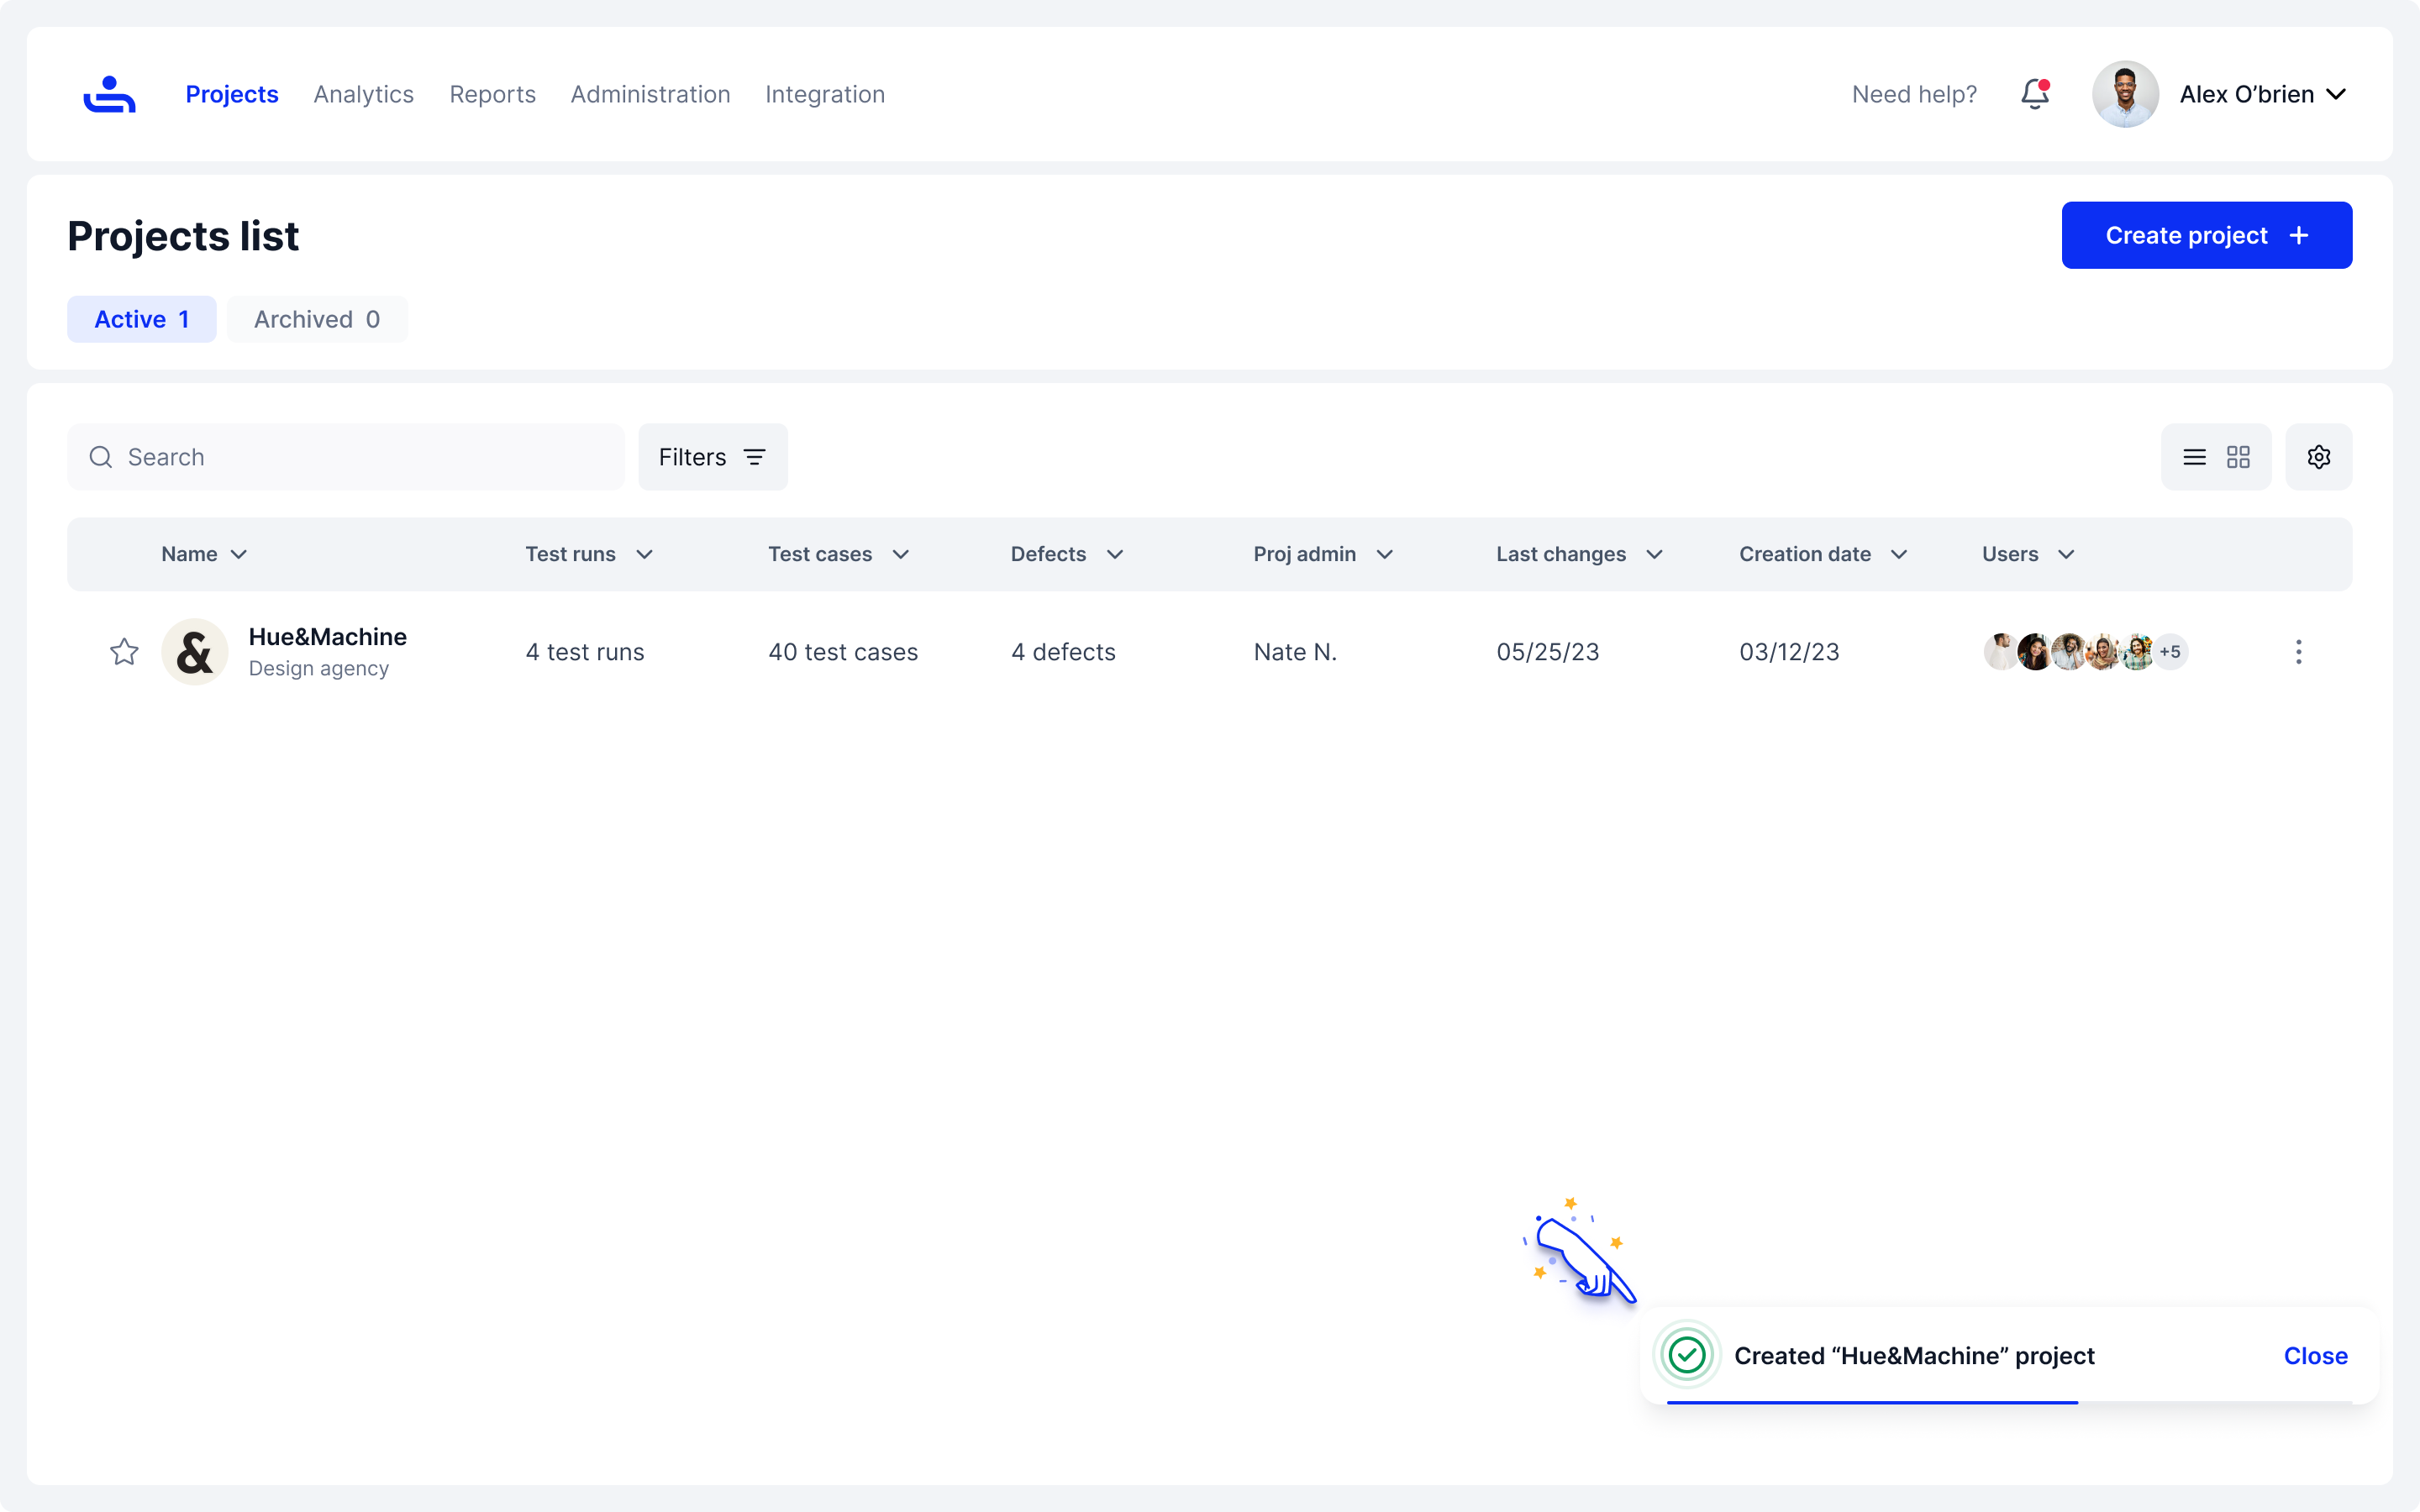 Projects Analytics Reports Administration Integration Need help? Alex O’brien
Projects list Create project +
Active 1 Archived 0
Search Filters
Name Test runs Test cases Defects Proj admin Last changes Creation date Users
& Hue&Machine
Design agency
4 test runs 40 test cases 4 defects Nate N. 05/25/23 03/12/23 +5
Created “Hue&Machine” project Close